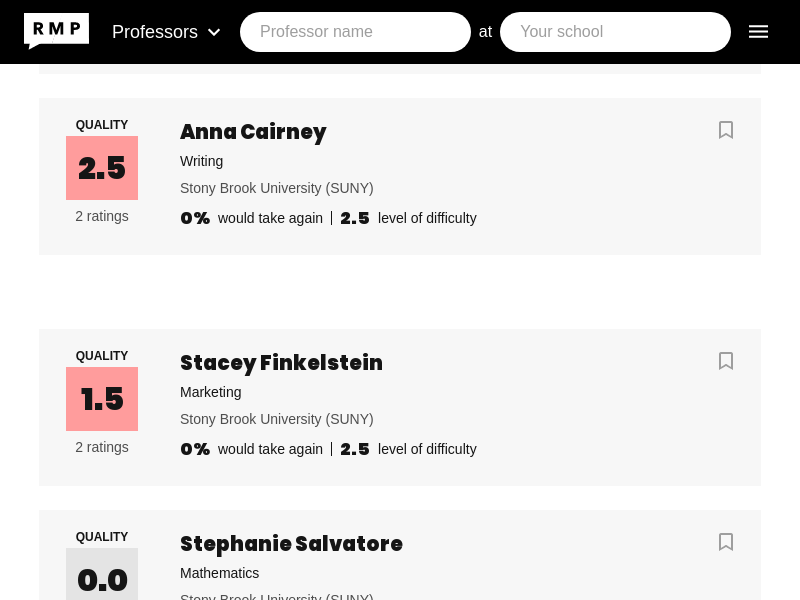 RMP
Professors
Professor name
at
Your school
QUALITY
2.5
2 ratings
Anna Cairney
Writing
Stony Brook University (SUNY)
0% would take again | 2.5 level of difficulty
QUALITY
1.5
2 ratings
Stacey Finkelstein
Marketing
Stony Brook University (SUNY)
0% would take again | 2.5 level of difficulty
QUALITY
0.0
Stephanie Salvatore
Mathematics
Stony Brook University (SUNY)